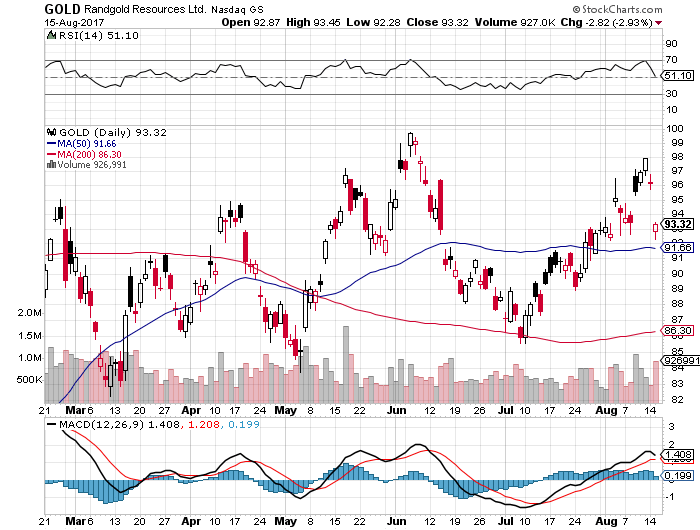 GOLD Randgold Resources Ltd. Nasdaq GS © StockCharts.com
15-Aug-2017 Open 92.87 High 93.45 Low 92.28 Close 93.32 Volume 927.0K Chg -2.82 (-2.93%)
RSI(14) 51.10
90
70
51.10
30
10
GOLD (Daily) 93.32
MA(50) 91.66
MA(200) 86.30
Volume 926,991
100
99
98
97
96
95
94
93.32
92
91.66
91
90
89
88
87
86.30
85
84
926991
83
82
2.0M
1.5M
1.0M
500K
21 Mar 6 13 20 27 Apr 10 17 24 May 8 15 22 Jun 12 19 26 Jul 10 17 24 Aug 7 14
MACD(12,26,9) 1.408, 1.208, 0.199
3
2
1.408
0.199
-1
21 Mar 6 13 20 27 Apr 10 17 24 May 8 15 22 Jun 12 19 26 Jul 10 17 24 Aug 7 14